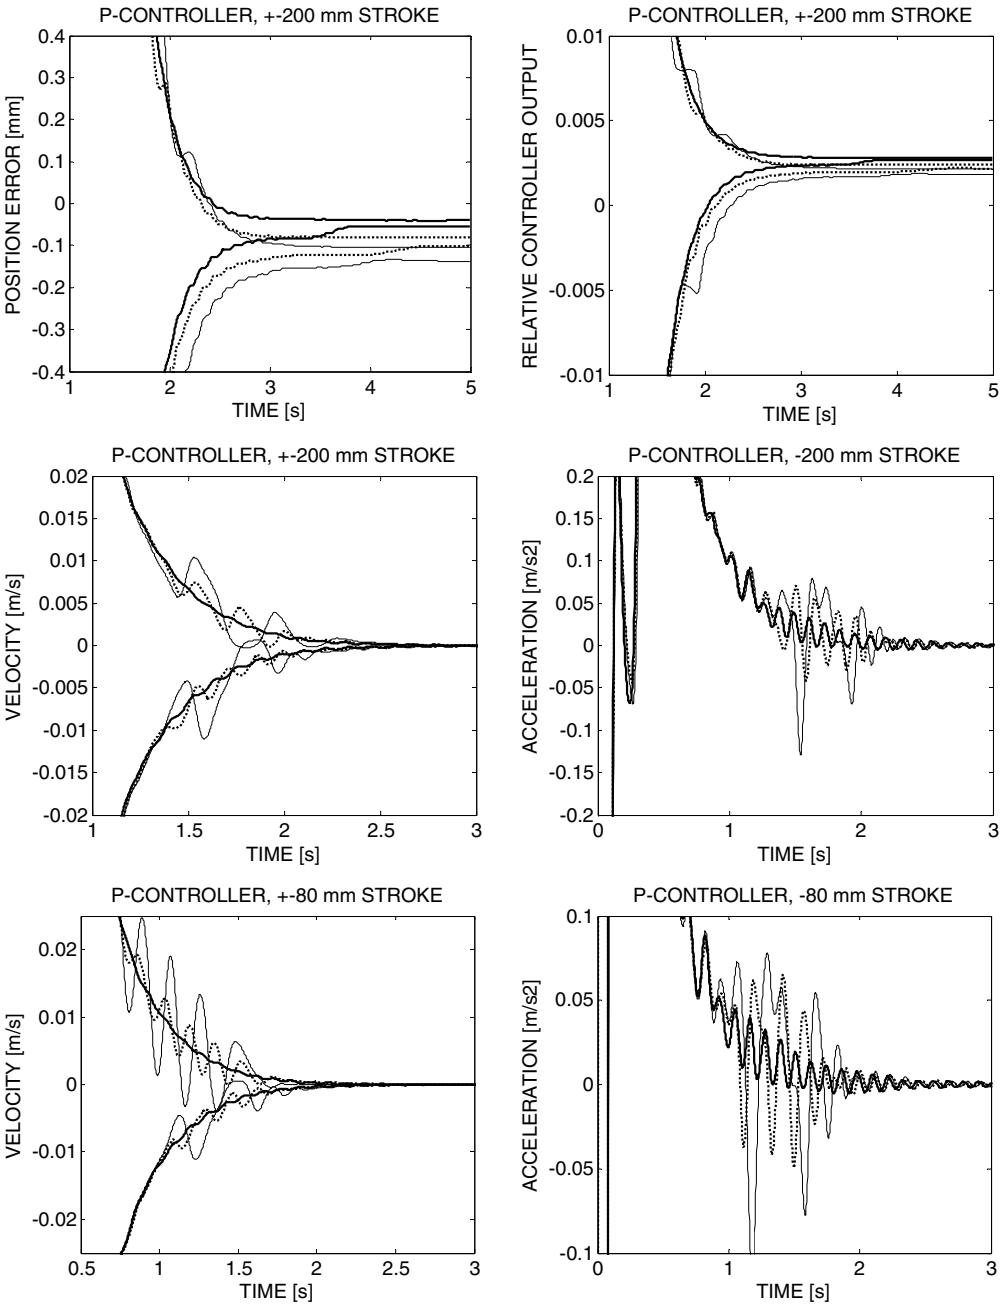 P-CONTROLLER, +-200 mm STROKE
POSITION ERROR [mm]
0.4
0.3
0.2
0.1
0
-0.1
-0.2
-0.3
-0.4
1 2 3 4 5
TIME [s]
P-CONTROLLER, +-200 mm STROKE
RELATIVE CONTROLLER OUTPUT
0.01
0.005
0
-0.005
-0.01
1 2 3 4 5
TIME [s]
P-CONTROLLER, +-200 mm STROKE
VELOCITY [m/s]
0.02
0.015
0.01
0.005
0
-0.005
-0.01
-0.015
-0.02
1 1.5 2 2.5 3
TIME [s]
P-CONTROLLER, -200 mm STROKE
ACCELERATION [m/s2]
0.2
0.15
0.1
0.05
0
-0.05
-0.1
-0.15
-0.2
0 1 2 3
TIME [s]
P-CONTROLLER, +-80 mm STROKE
VELOCITY [m/s]
0.02
0.01
0
-0.01
-0.02
0.5 1 1.5 2 2.5 3
TIME [s]
P-CONTROLLER, -80 mm STROKE
ACCELERATION [m/s2]
0.1
0.05
0
-0.05
-0.1
0 1 2 3
TIME [s]